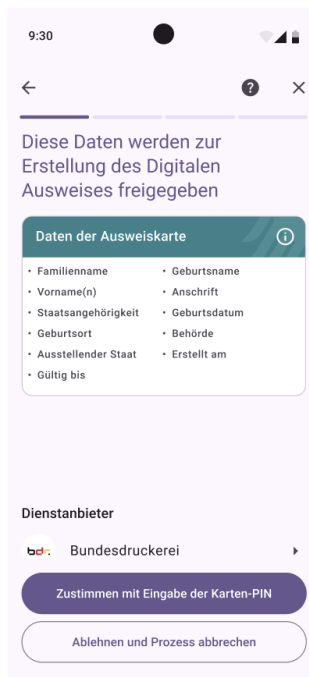 9:30
?
Diese Daten werden zur
Erstellung des Digitalen
Ausweises freigegeben
Daten der Ausweiskarte
• Familienname • Geburtsname
• Vorname(n) • Anschrift
• Staatsangehörigkeit • Geburtsdatum
• Geburtsort • Behörde
• Ausstellender Staat • Erstellt am
• Gültig bis
Dienstanbieter
bdr. Bundesdruckerei
Zustimmen mit Eingabe der Karten-PIN
Ablehnen und Prozess abbrechen